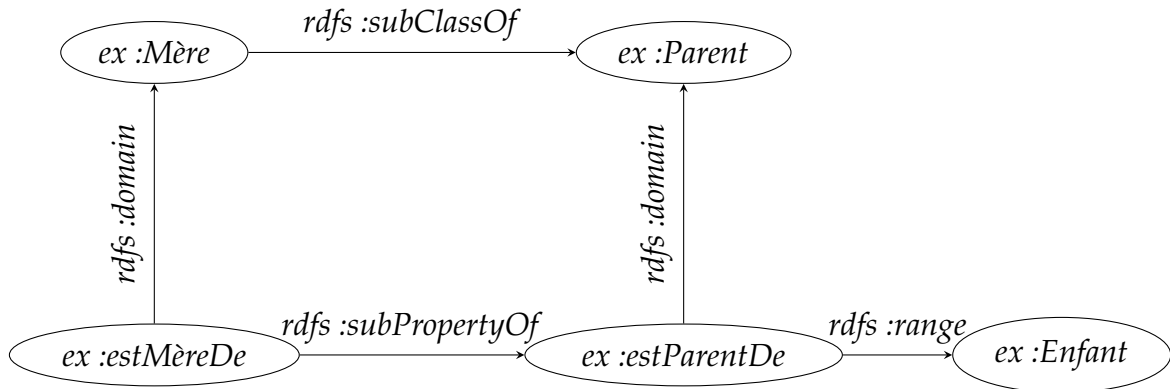 rdfs :subClassOf
ex :Mère
ex :Parent
rdfs :domain
rdfs :domain
rdfs :subPropertyOf
rdfs :range
ex :estMèreDe
ex :estParentDe
ex :Enfant